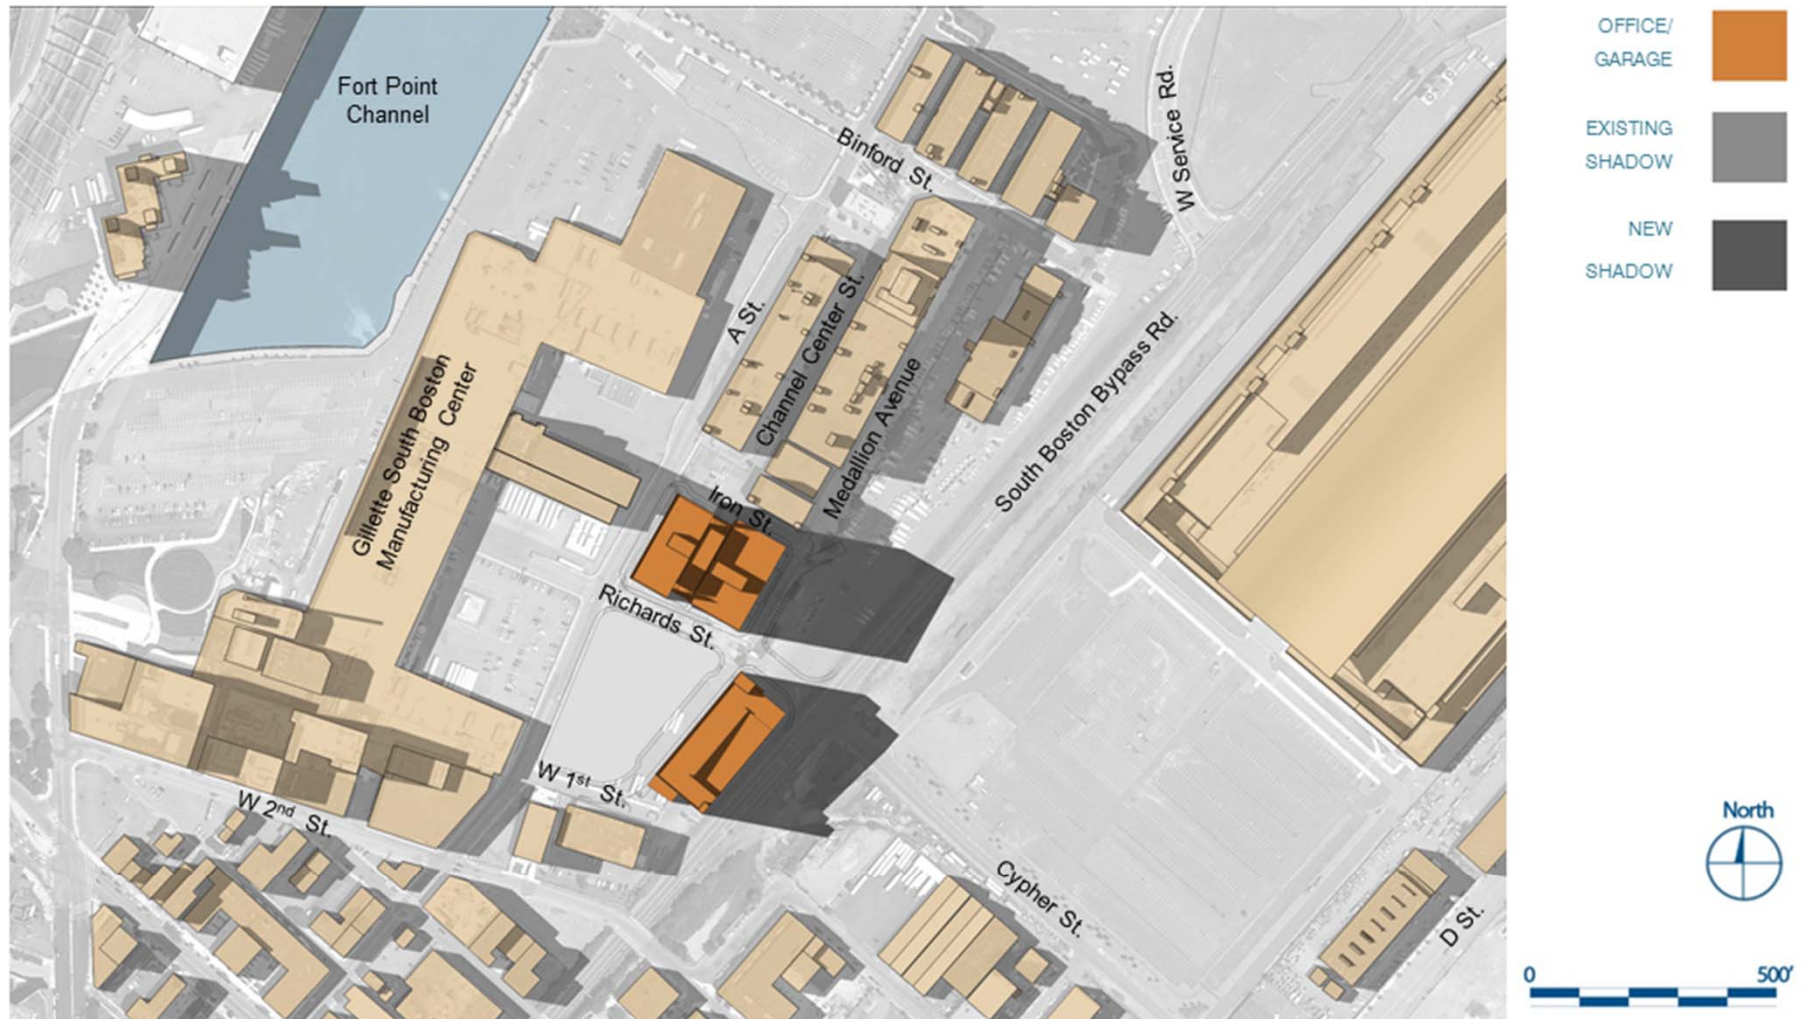 OFFICE/
GARAGE
EXISTING
SHADOW
NEW
SHADOW
Fort Point
Channel
Binford St.
W Service Rd.
A St.
Channel Center St.
Medallion Avenue
South Boston Bypass Rd.
Gillette South Boston
Manufacturing Center
Iron St.
Richards St.
W 1st St.
W 2nd St.
Cypher St.
D St.
North
0 500'